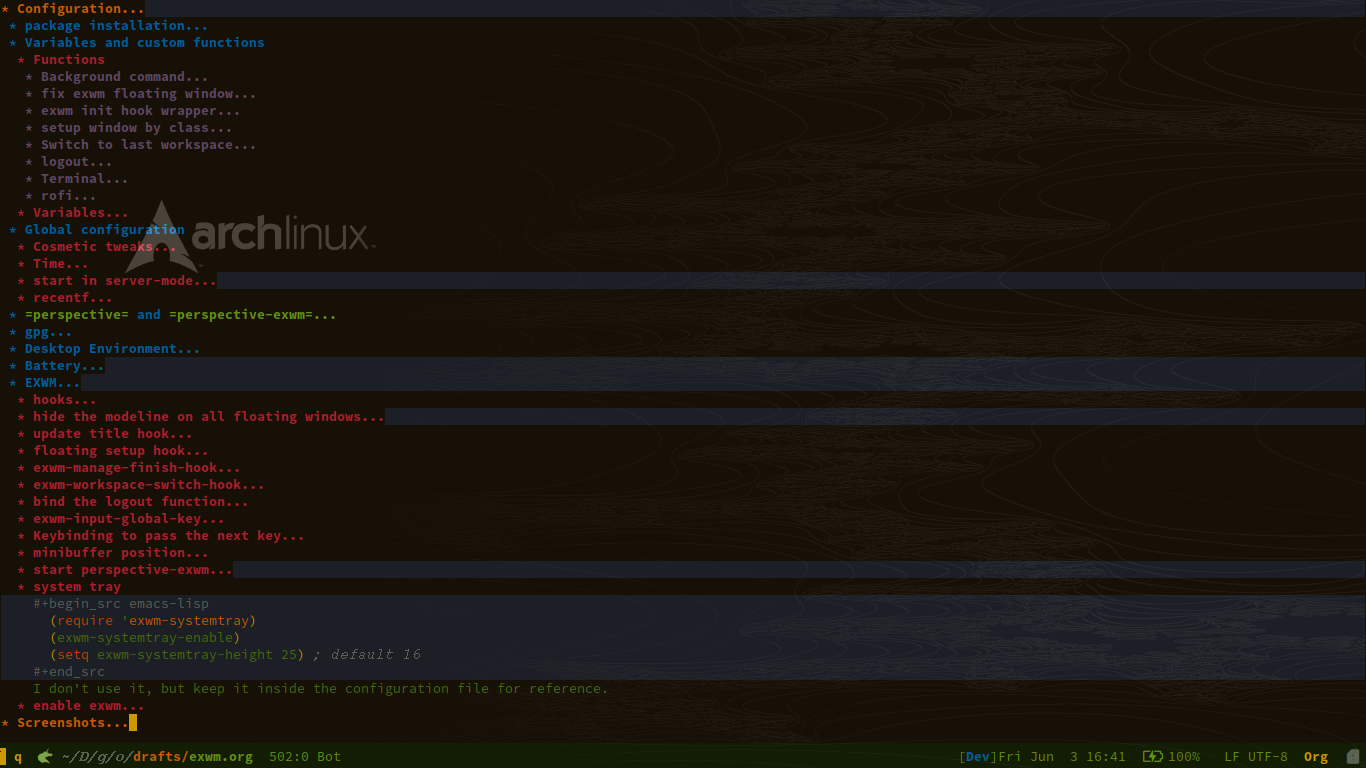 * Configuration...
* package installation...
* Variables and custom functions
* Functions
* Background command...
* fix exwm floating window...
* exwm init hook wrapper...
* setup window by class...
* Switch to last workspace...
* logout...
* Terminal...
* rofi...
* Variables...
* Global configuration
archlinux
* Cosmetic tweaks...
* Time...
* start in server-mode...
* recentf...
* =perspective= and =perspective-exwm=...
* gpg...
* Desktop Environment...
* Battery...
* EXWM...
* hooks...
* hide the modeline on all floating windows...
* update title hook...
* floating setup hook...
* exwm-manage-finish-hook...
* exwm-workspace-switch-hook...
* bind the logout function...
* exwm-input-global-key...
* Keybinding to pass the next key...
* minibuffer position...
* start perspective-exwm...
* system tray
#+begin_src emacs-lisp
(require 'exwm-systemtray)
(exwm-systemtray-enable)
(setq exwm-systemtray-height 25) ; default 16
#+end_src
I don't use it, but keep it inside the configuration file for reference.
* enable exwm...
* Screenshots...
q ~/D/g/o/drafts/exwm.org 502:0 Bot [Dev]Fri Jun 3 16:41 100% LF UTF-8 Org